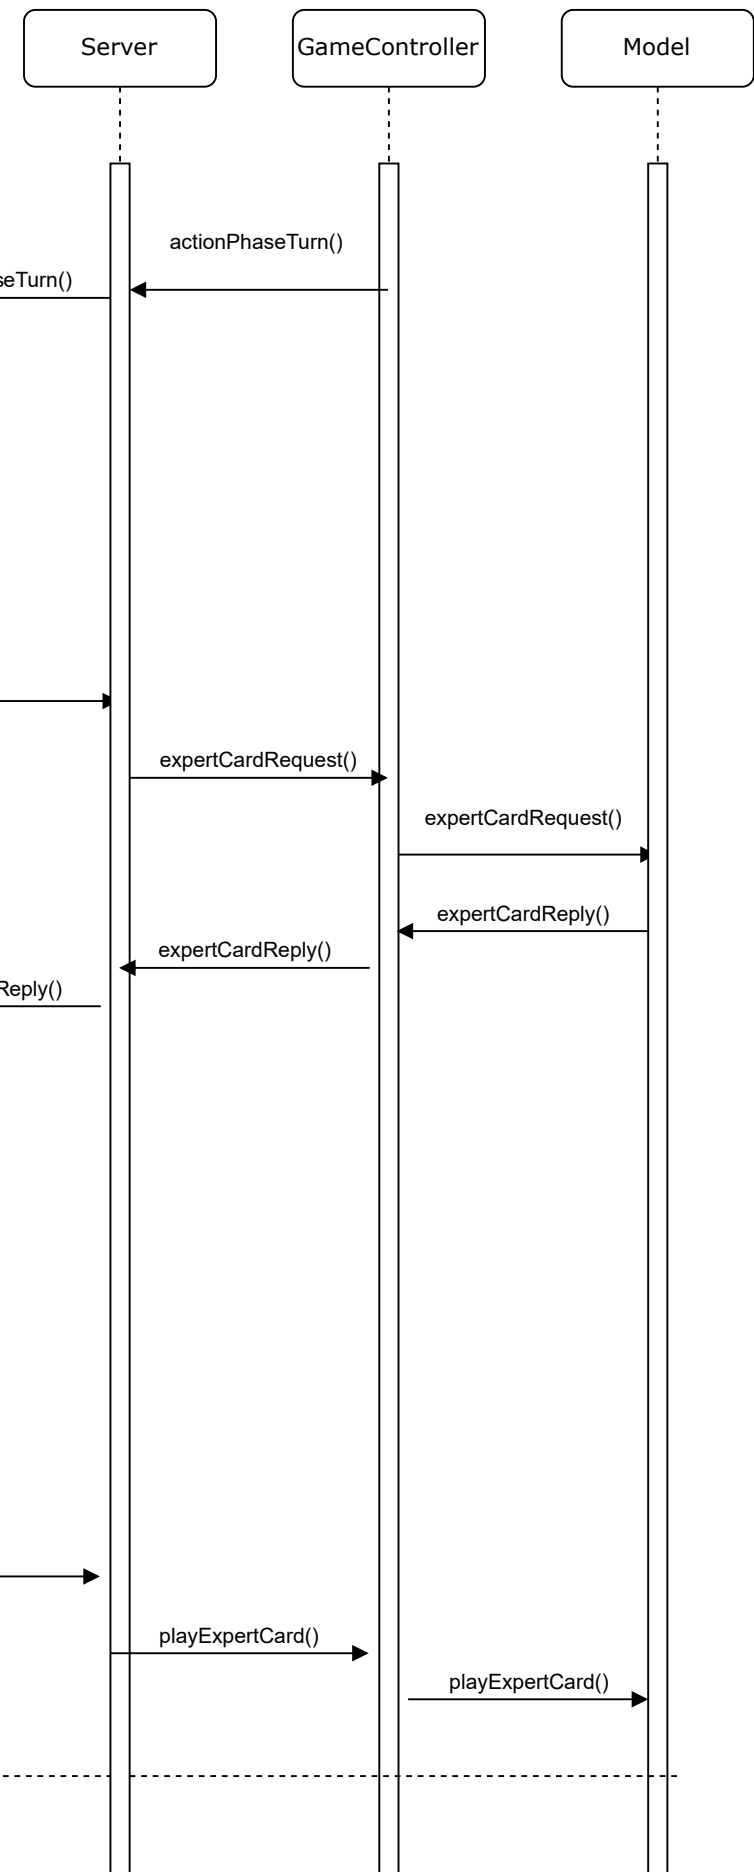 Server
GameController
Model
actionPhaseTurn()
seTurn()
expertCardRequest()
expertCardRequest()
expertCardReply()
expertCardReply()
Reply()
playExpertCard()
playExpertCard()